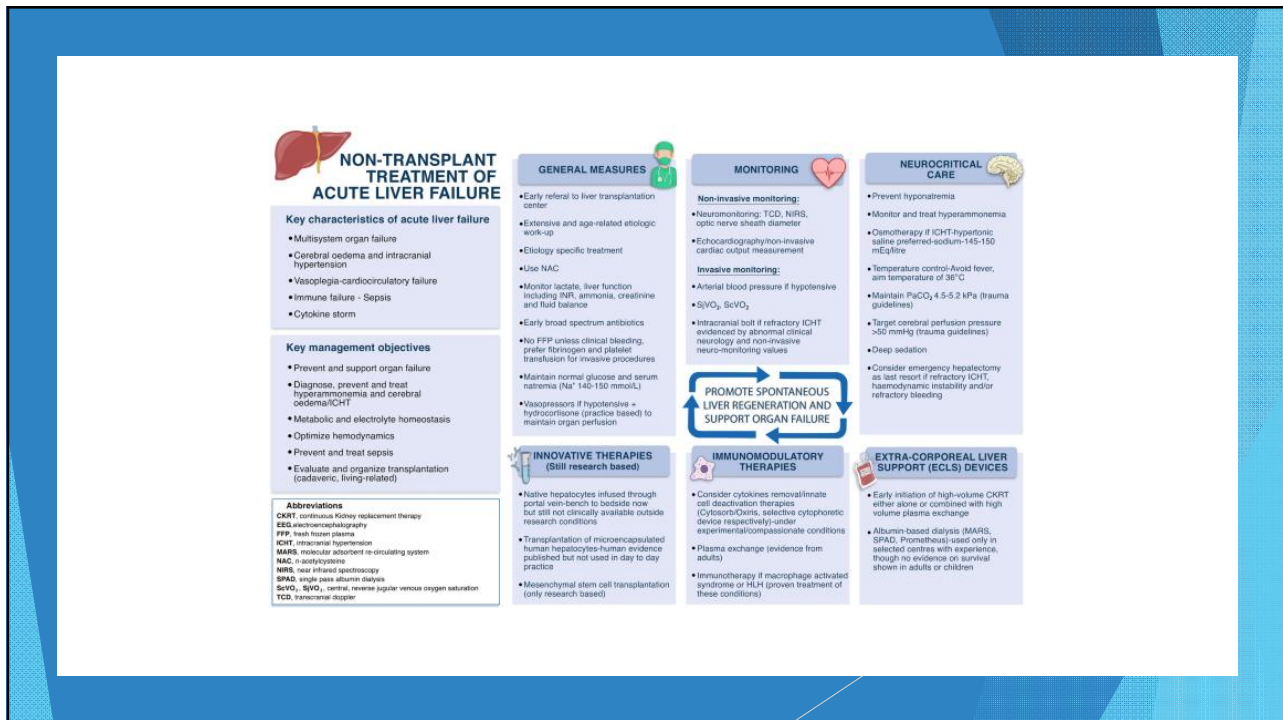 NON-TRANSPLANT
TREATMENT OF
ACUTE LIVER FAILURE
Key characteristics of acute liver failure
• Multisystem organ failure
• Cerebral oedema and intracranial
hypertension
• Vasoplegia-cardiocirculatory failure
• Immune failure - Sepsis
• Cytokine storm
Key management objectives
• Prevent and support organ failure
• Diagnose, prevent and treat
hyperammonemia and cerebral
oedema/ICHT
• Metabolic and electrolyte homeostasis
• Optimize hemodynamics
• Prevent and treat sepsis
• Evaluate and organize transplantation
(cadaveric, living-related)
Abbreviations
CKRT, continuous Kidney replacement therapy
EEG,electroencephalography
FFP, fresh frozen plasma
ICHT, intracranial hypertension
MARS, molecular adsorbent re-circulating system
NAC, n-acetylcysteine
NIRS, near infrared spectroscopy
SPAD, single pass albumin dialysis
ScVO₂, SjVO₂, central, reverse jugular venous oxygen saturation
TCD, transcranial doppler
GENERAL MEASURES
• Early referal to liver transplantation
center
• Extensive and age-related etiologic
work-up
• Etiology specific treatment
• Use NAC
• Monitor lactate, liver function
including INR, ammonia, creatinine
and fluid balance
• Early broad spectrum antibiotics
• No FFP unless clinical bleeding,
prefer fibrinogen and platelet
transfusion for invasive procedures
• Maintain normal glucose and serum
natremia (Na⁺ 140-150 mmol/L)
• Vasopressors if hypotensive +
hydrocortisone (practice based) to
maintain organ perfusion
MONITORING
Non-invasive monitoring:
• Neuromonitoring: TCD, NIRS,
optic nerve sheath diameter
• Echocardiography/non-invasive
cardiac output measurement
Invasive monitoring:
• Arterial blood pressure if hypotensive
• SjVO₂, ScVO₂
• Intracranial bolt if refractory ICHT
evidenced by abnormal clinical
neurology and non-invasive
neuro-monitoring values
NEUROCRITICAL
CARE
• Prevent hyponatremia
• Monitor and treat hyperammonemia
• Osmotherapy if ICHT-hypertonic
saline preferred-sodium-145-150
mEq/litre
• Temperature control-Avoid fever,
aim temperature of 36°C
• Maintain PaCO₂ 4.5-5.2 kPa (trauma
guidelines)
• Target cerebral perfusion pressure
>50 mmHg (trauma guidelines)
• Deep sedation
• Consider emergency hepatectomy
as last resort if refractory ICHT,
haemodynamic instability and/or
refractory bleeding
PROMOTE SPONTANEOUS
LIVER REGENERATION AND
SUPPORT ORGAN FAILURE
INNOVATIVE THERAPIES
(Still research based)
• Native hepatocytes infused through
portal vein-bench to bedside now
but still not clinically available outside
research conditions
• Transplantation of microencapsulated
human hepatocytes-human evidence
published but not used in day to day
practice
• Mesenchymal stem cell transplantation
(only research based)
IMMUNOMODULATORY
THERAPIES
• Consider cytokines removal/innate
cell deactivation therapies
(Cytosorb/Oxiris, selective cytophoretic
device respectively)-under
experimental/compassionate conditions
• Plasma exchange (evidence from
adults)
• Immunotherapy if macrophage activated
syndrome or HLH (proven treatment of
these conditions)
EXTRA-CORPOREAL LIVER
SUPPORT (ECLS) DEVICES
• Early initiation of high-volume CKRT
either alone or combined with high
volume plasma exchange
• Albumin-based dialysis (MARS,
SPAD, Prometheus)-used only in
selected centres with experience,
though no evidence on survival
shown in adults or children